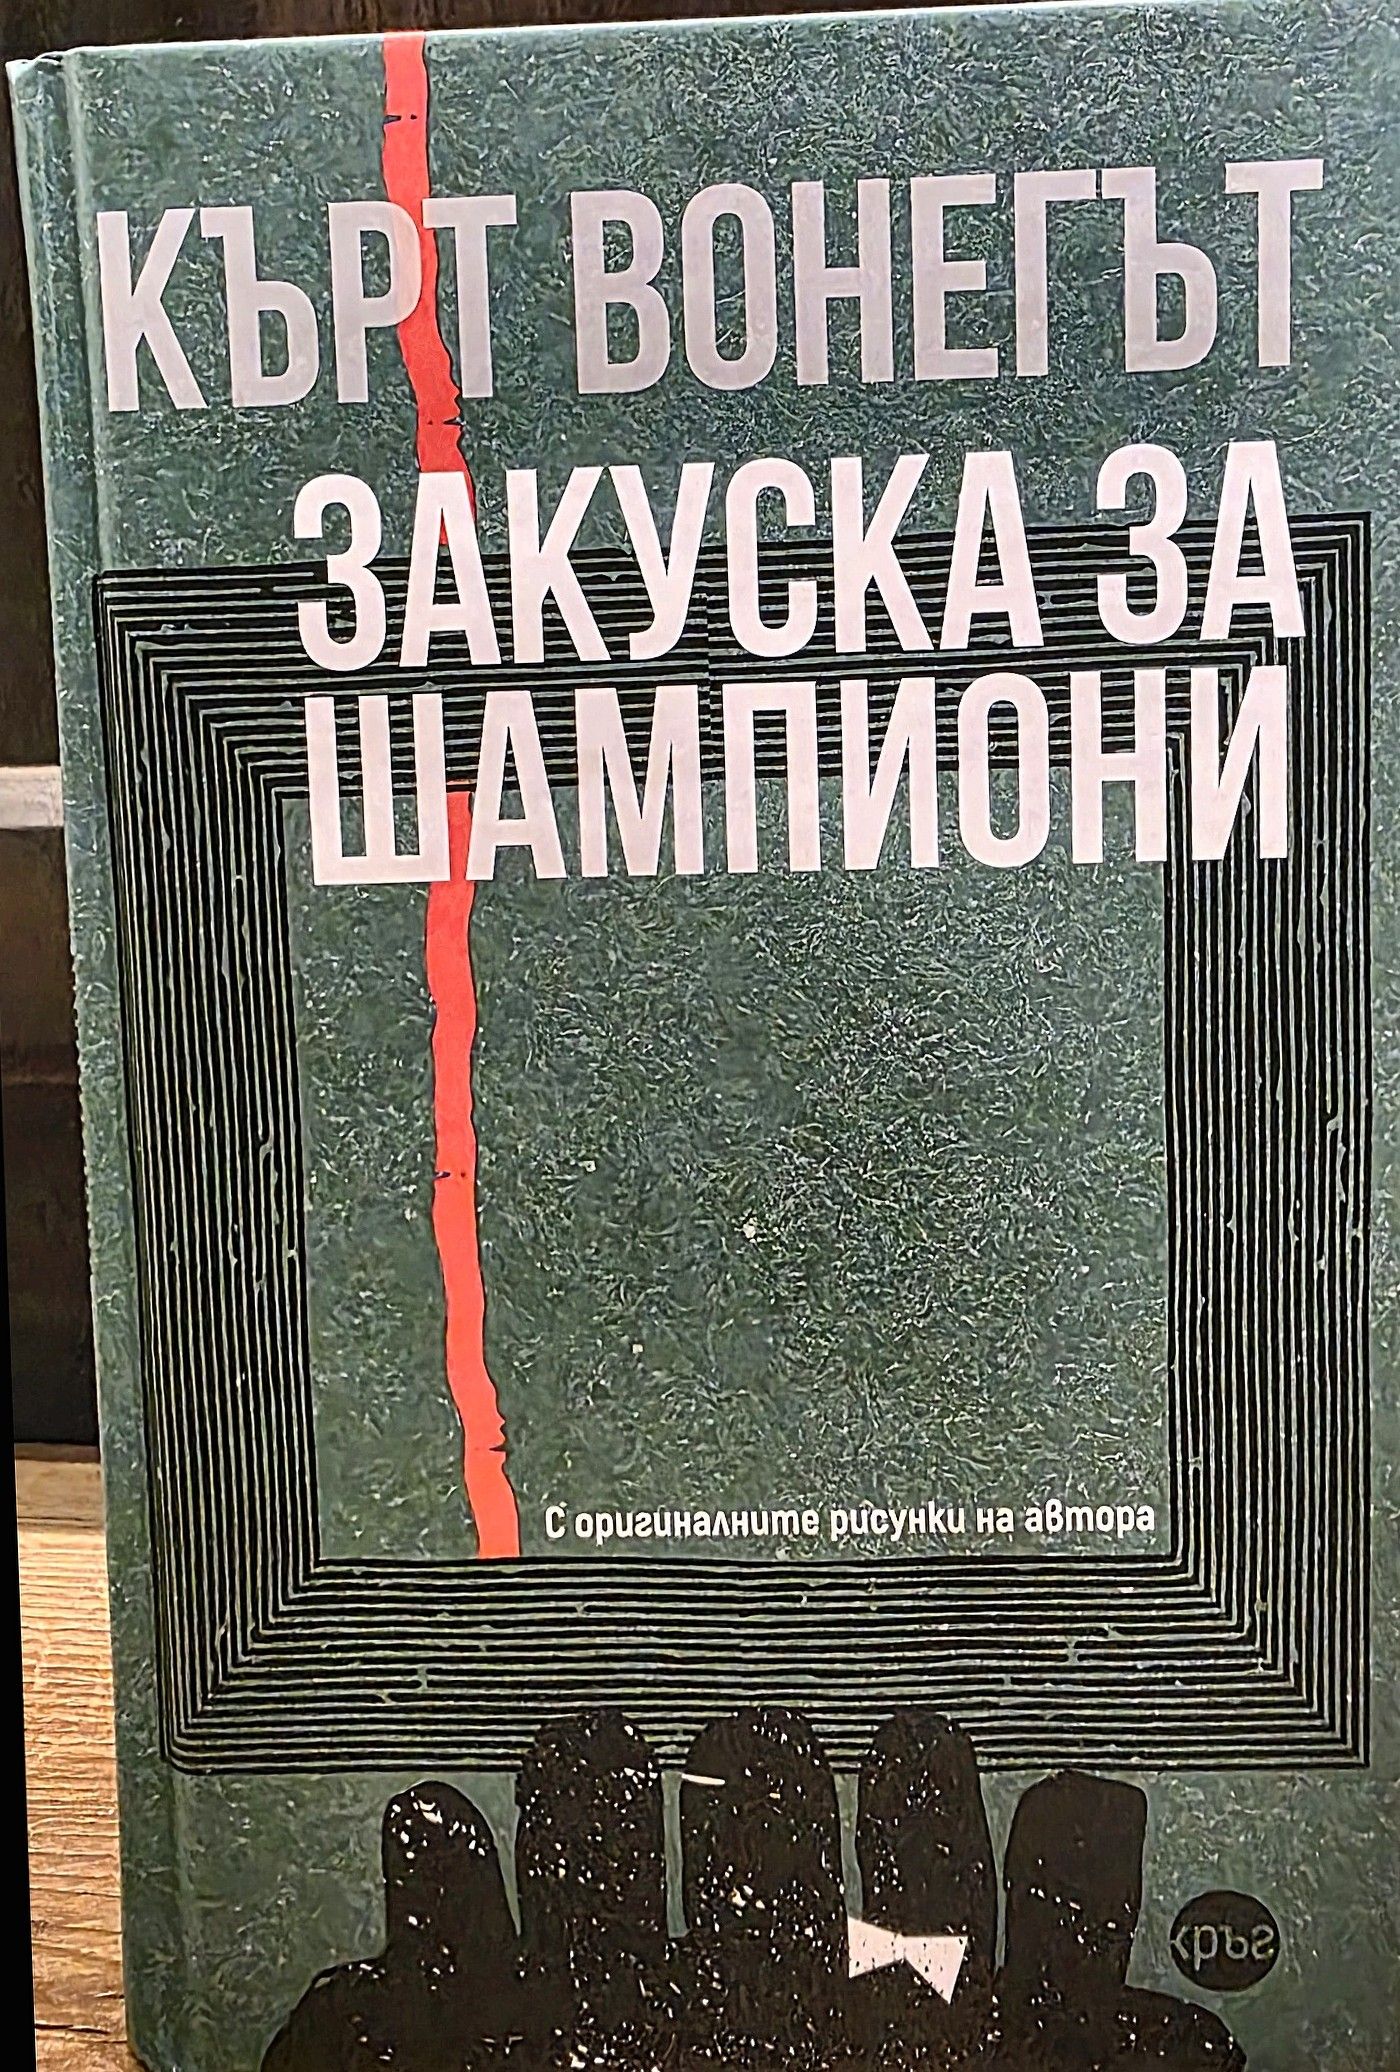 КЪРТ ВОНЕГЪТ
ЗАКУСКА ЗА
ШАМПИОНИ
С оригиналните рисунки на автора
кръг